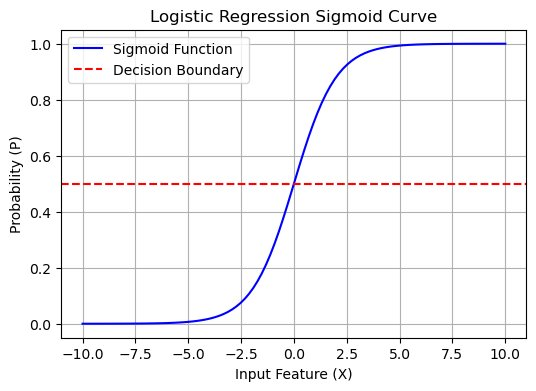 Logistic Regression Sigmoid Curve
Sigmoid Function
Decision Boundary
Probability (P)
1.0
0.8
0.6
0.4
0.2
0.0
−10.0 −7.5 −5.0 −2.5 0.0 2.5 5.0 7.5 10.0
Input Feature (X)